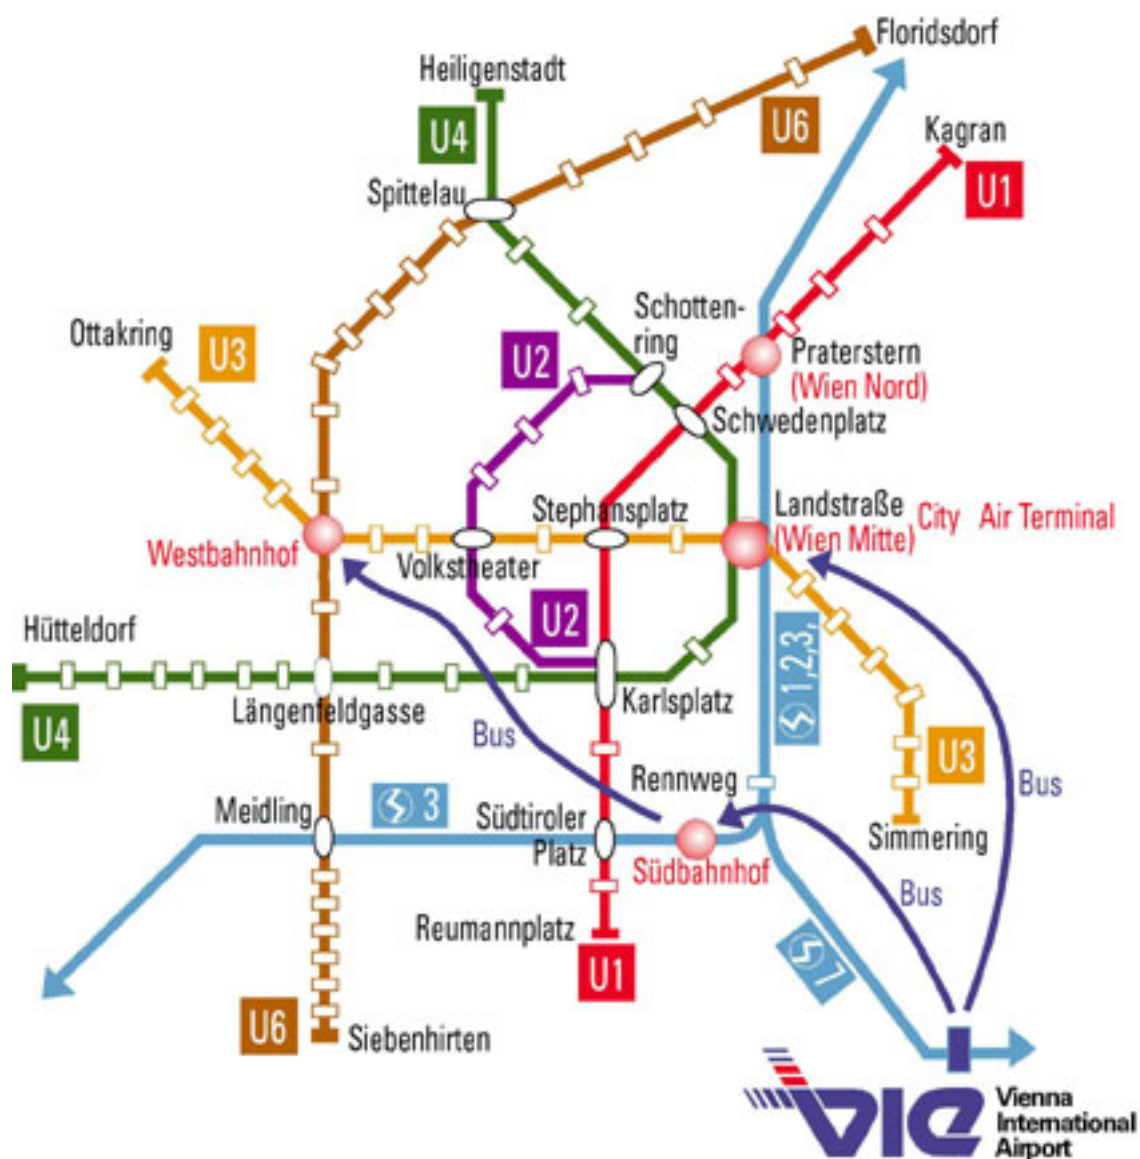 Floridsdorf
Heiligenstadt
U4
U6
Kagran
U1
Spittelau
Schotten-
ring
Ottakring
U3
U2
Praterstern
(Wien Nord)
Schwedenplatz
Stephansplatz
Landstraße
(Wien Mitte)
City Air Terminal
Westbahnhof
Volkstheater
U2
Hütteldorf
1,2,3,
Längenfeldgasse
Karlsplatz
U4
Bus
U3
Rennweg
Bus
Meidling
3
Südtiroler
Platz
Simmering
Südbahnhof
Bus
Reumannplatz
U1
7
U6
Siebenhirten
VIE
Vienna
International
Airport